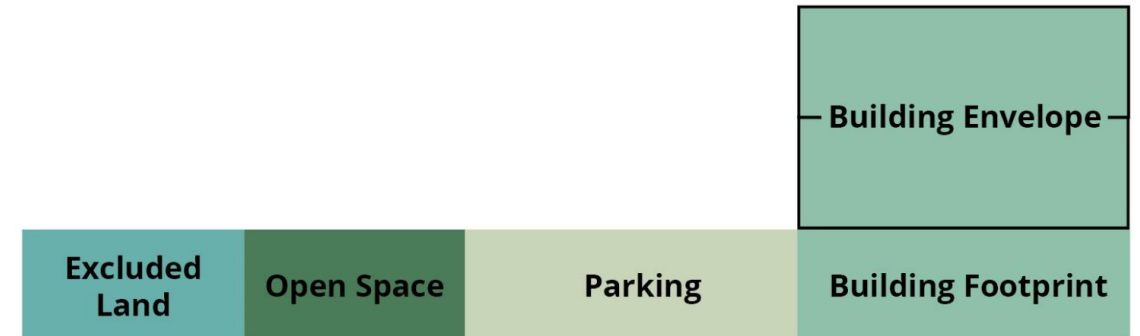 Building Envelope
Excluded
Land
Open Space
Parking
Building Footprint